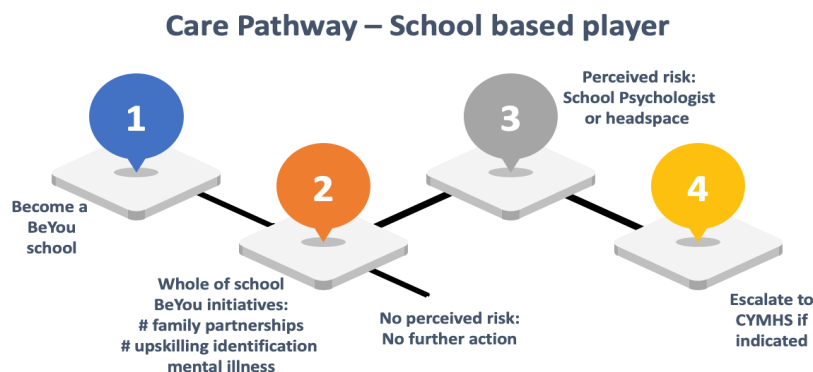 Care Pathway – School based player
1
Become a
BeYou
school
2
Whole of school
BeYou initiatives:
# family partnerships
# upskilling identification
mental illness
No perceived risk:
No further action
3
Perceived risk:
School Psychologist
or headspace
4
Escalate to
CYMHS if
indicated